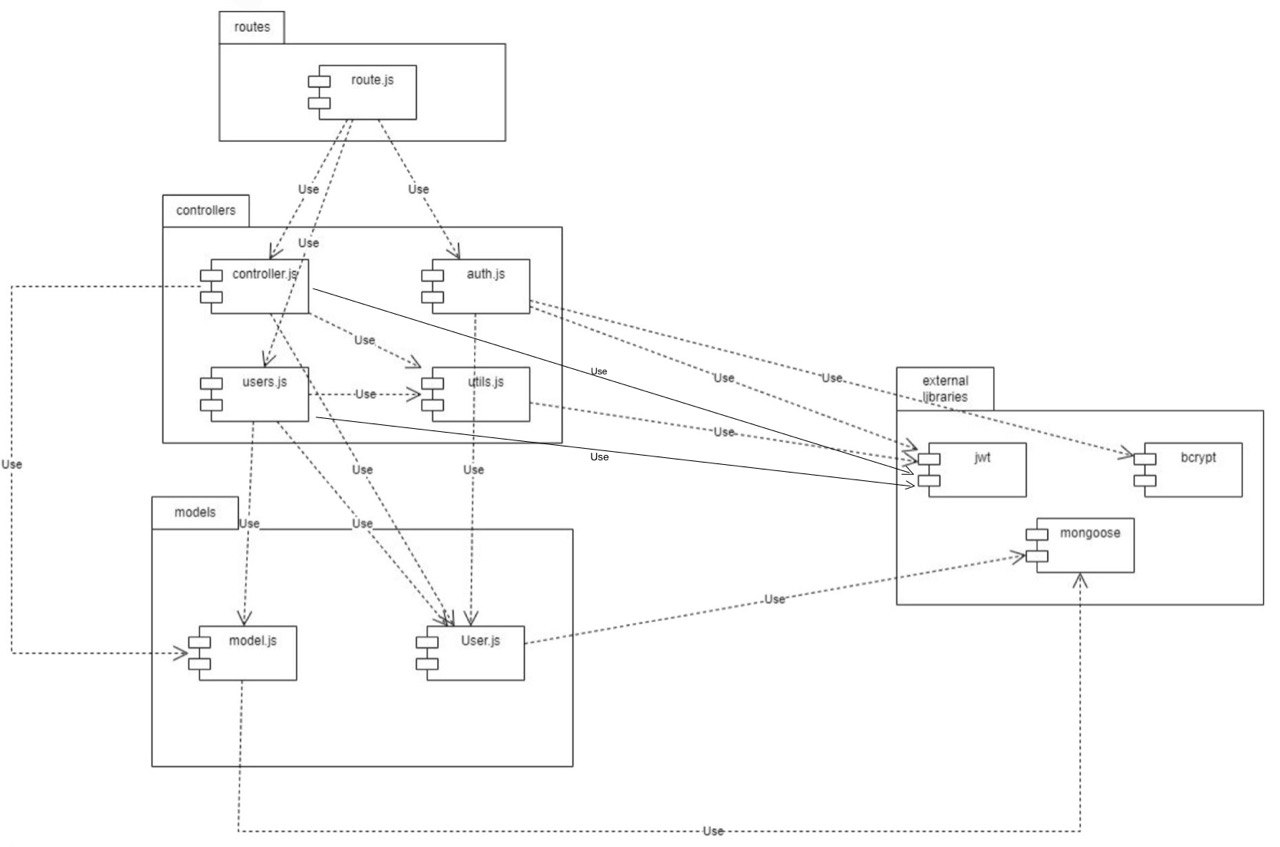 routes
route.js
Use
Use
controllers
Use
controller.js
auth.js
Use
Use
Use
Use
users.js
Use
utils.js
external
libraries
Use
Use
jwt
bcrypt
Use
Use
Use
models
Use
Use
mongoose
Use
model.js
User.js
Use